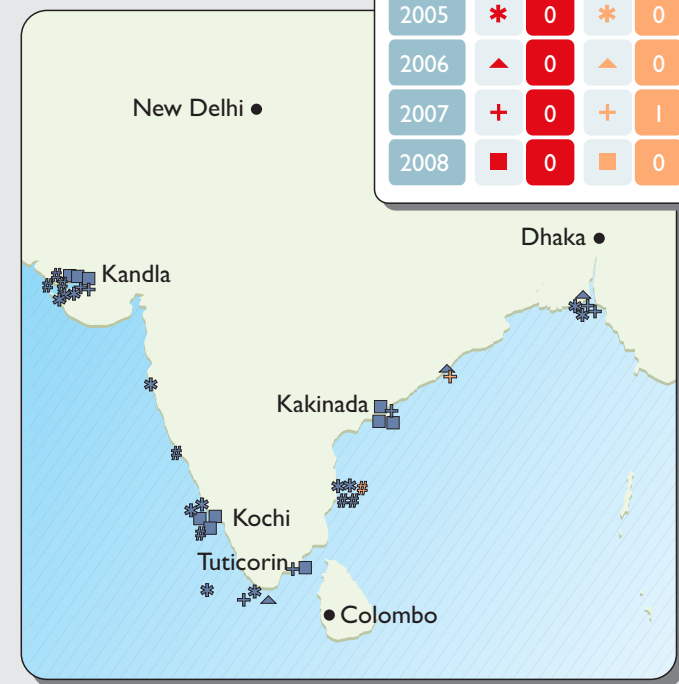 2005 * 0 * 0
2006 0 0
2007 + 0 + 1
2008 0 0
New Delhi
Dhaka
Kandla
Kakinada
Kochi
Tuticorin
Colombo